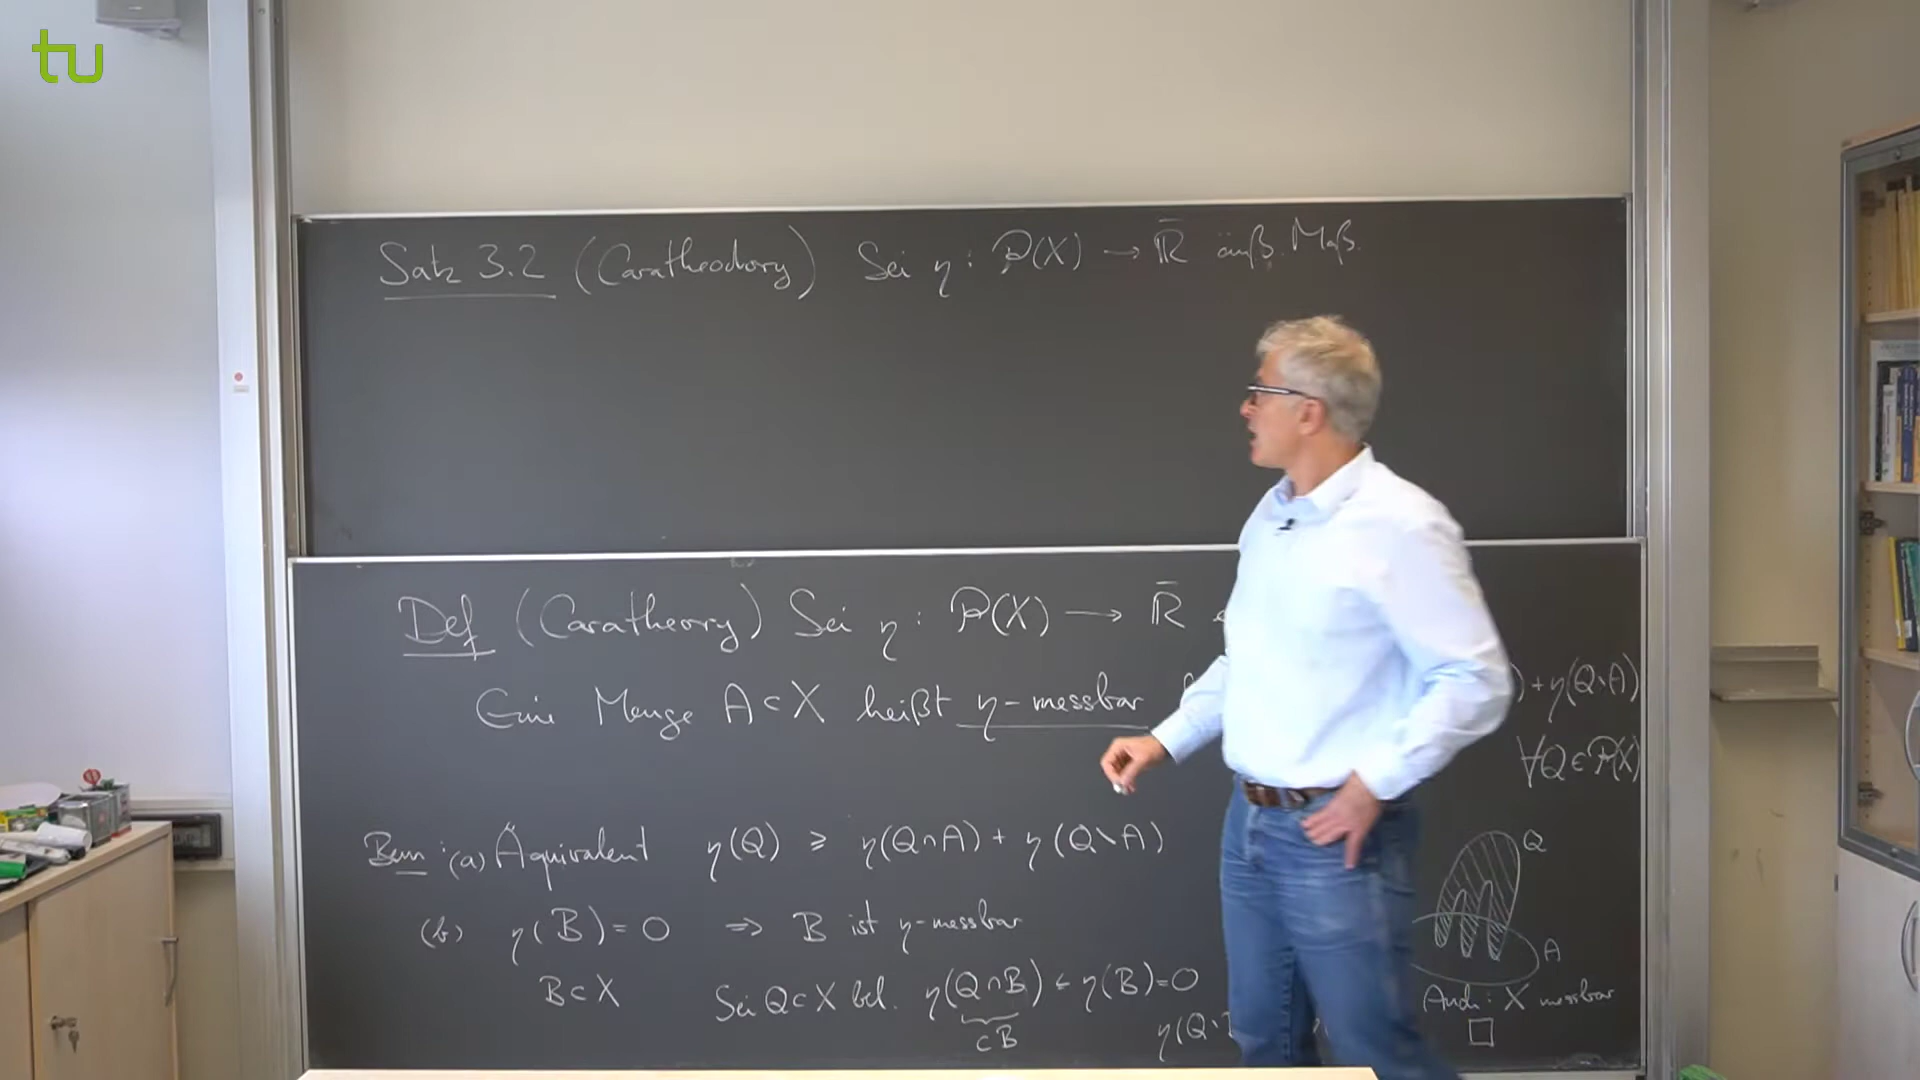 tu
Satz 3.2 (Caratheodory) Sei η : P(X) → R̄ äuß. Maß.
Def (Caratheory) Sei η : P(X) → R̄
Eine Menge A ⊂ X heißt η-messbar ) + η(Q∖A)
∀Q ∈ P(X)
Bem : (a) Äquivalent η(Q) ≥ η(Q∩A) + η(Q∖A)
Q
(b) η(B) = 0 ⇒ B ist η-messbar
A
B ⊂ X Sei Q ⊂ X bel. η(Q∩B) ≤ η(B) = 0
Auch : X messbar
⊂ B η(Q∖ □